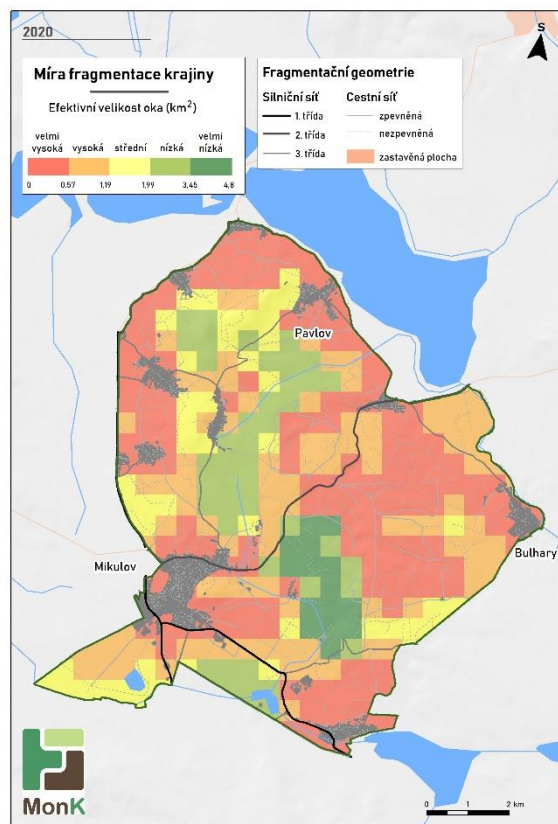 2020
S
Míra fragmentace krajiny
Efektivní velikost oka (km²)
velmi vysoká
vysoká
střední
nízká
velmi nízká
0
0,57
1,19
1,99
3,45
4,8
Fragmentační geometrie
Silniční síť
1. třída
2. třída
3. třída
Cestní síť
zpevněná
nezpevněná
zastavěná plocha
Pavlov
Mikulov
Bulhary
MonK
0 1 2 km